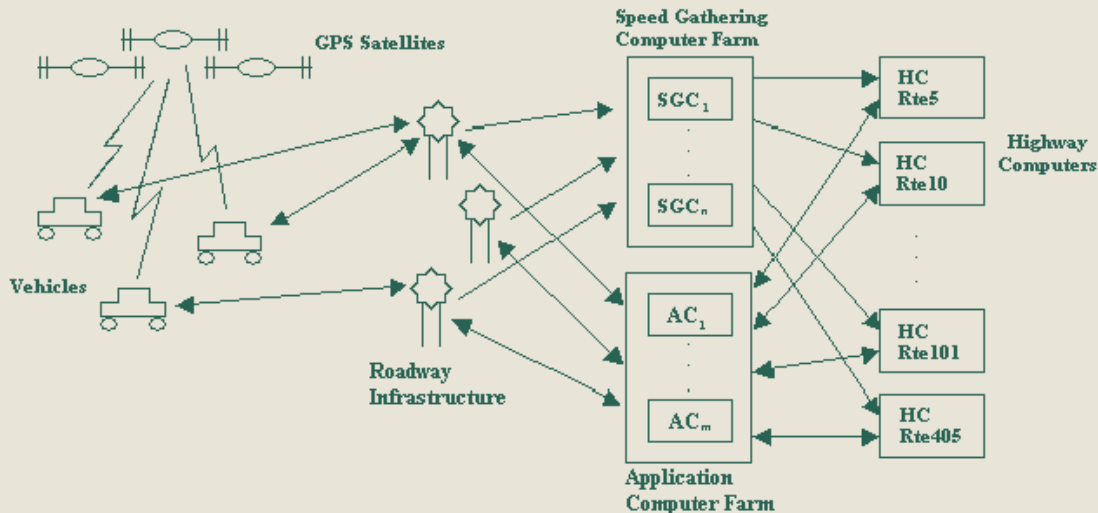 Speed Gathering
Computer Farm
GPS Satellites
SGC₁
SGCₙ
HC
Rte5
HC
Rte10
Highway
Computers
Vehicles
AC₁
ACₘ
HC
Rte101
HC
Rte405
Roadway
Infrastructure
Application
Computer Farm